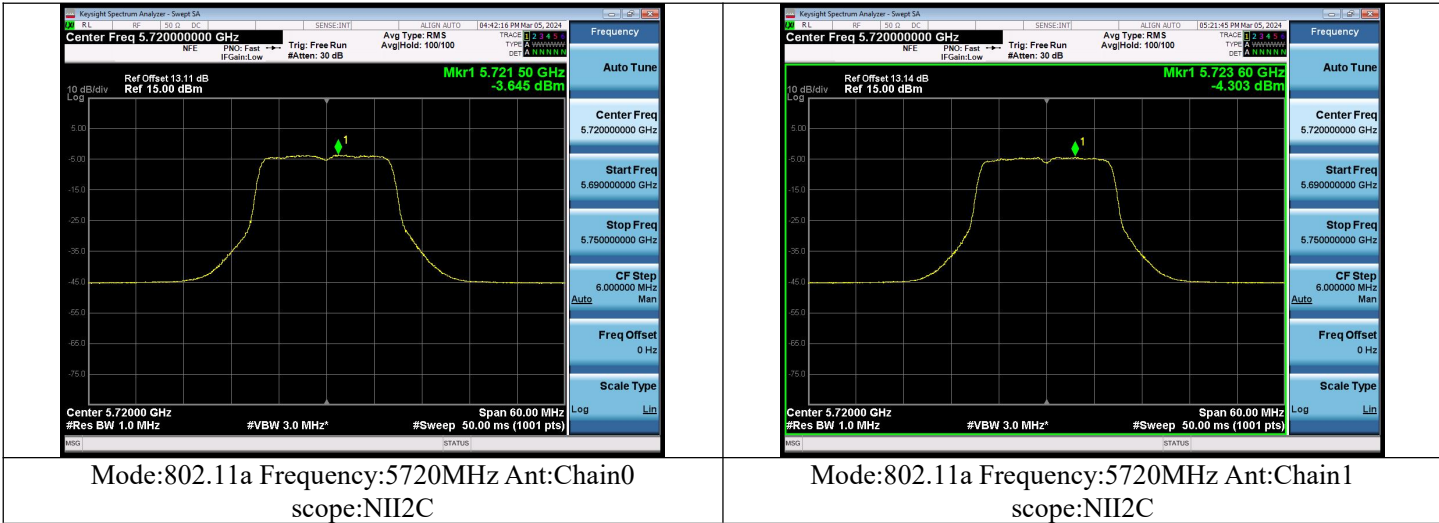 Keysight Spectrum Analyzer - Swept SA
RL RF 50 Ω DC SENSE:INT ALIGN AUTO 04:42:16 PM Mar 05, 2024
Center Freq 5.720000000 GHz
NFE PNO: Fast IFGain:Low
Trig: Free Run #Atten: 30 dB
Avg Type: RMS Avg|Hold: 100/100
TRACE 1 2 3 4 5 6
TYPE A WWWWW
DET A N N N N N
Ref Offset 13.11 dB
10 dB/div Ref 15.00 dBm
Log
Mkr1 5.721 50 GHz
-3.645 dBm
1
5.00
-5.00
-15.0
-25.0
-35.0
-45.0
-55.0
-65.0
-75.0
Center 5.72000 GHz Span 60.00 MHz
#Res BW 1.0 MHz #VBW 3.0 MHz* #Sweep 50.00 ms (1001 pts)
MSG STATUS
Frequency
Auto Tune
Center Freq
5.720000000 GHz
Start Freq
5.690000000 GHz
Stop Freq
5.750000000 GHz
CF Step
6.000000 MHz
Auto Man
Freq Offset
0 Hz
Scale Type
Log Lin
Mode:802.11a Frequency:5720MHz Ant:Chain0
scope:NII2C
Keysight Spectrum Analyzer - Swept SA
RL RF 50 Ω DC SENSE:INT ALIGN AUTO 05:21:45 PM Mar 05, 2024
Center Freq 5.720000000 GHz
NFE PNO: Fast IFGain:Low
Trig: Free Run #Atten: 30 dB
Avg Type: RMS Avg|Hold: 100/100
TRACE 1 2 3 4 5 6
TYPE A WWWWW
DET A N N N N N
Ref Offset 13.14 dB
10 dB/div Ref 15.00 dBm
Log
Mkr1 5.723 60 GHz
-4.303 dBm
1
5.00
-5.00
-15.0
-25.0
-35.0
-45.0
-55.0
-65.0
-75.0
Center 5.72000 GHz Span 60.00 MHz
#Res BW 1.0 MHz #VBW 3.0 MHz* #Sweep 50.00 ms (1001 pts)
MSG STATUS
Frequency
Auto Tune
Center Freq
5.720000000 GHz
Start Freq
5.690000000 GHz
Stop Freq
5.750000000 GHz
CF Step
6.000000 MHz
Auto Man
Freq Offset
0 Hz
Scale Type
Log Lin
Mode:802.11a Frequency:5720MHz Ant:Chain1
scope:NII2C